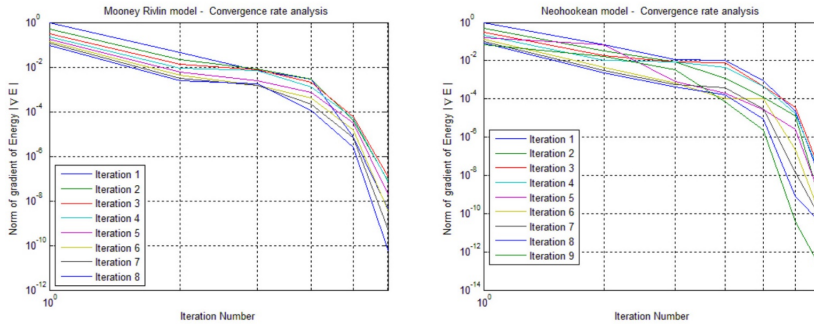 Mooney Rivlin model - Convergence rate analysis
Norm of gradient of Energy | ∇ E |
10^0
10^-2
10^-4
10^-6
10^-8
10^-10
10^-12
Iteration 1
Iteration 2
Iteration 3
Iteration 4
Iteration 5
Iteration 6
Iteration 7
Iteration 8
10^0
Iteration Number
Neohookean model - Convergence rate analysis
Norm of gradient of Energy | ∇ E |
10^0
10^-2
10^-4
10^-6
10^-8
10^-10
10^-12
10^-14
Iteration 1
Iteration 2
Iteration 3
Iteration 4
Iteration 5
Iteration 6
Iteration 7
Iteration 8
Iteration 9
10^0
Iteration Number